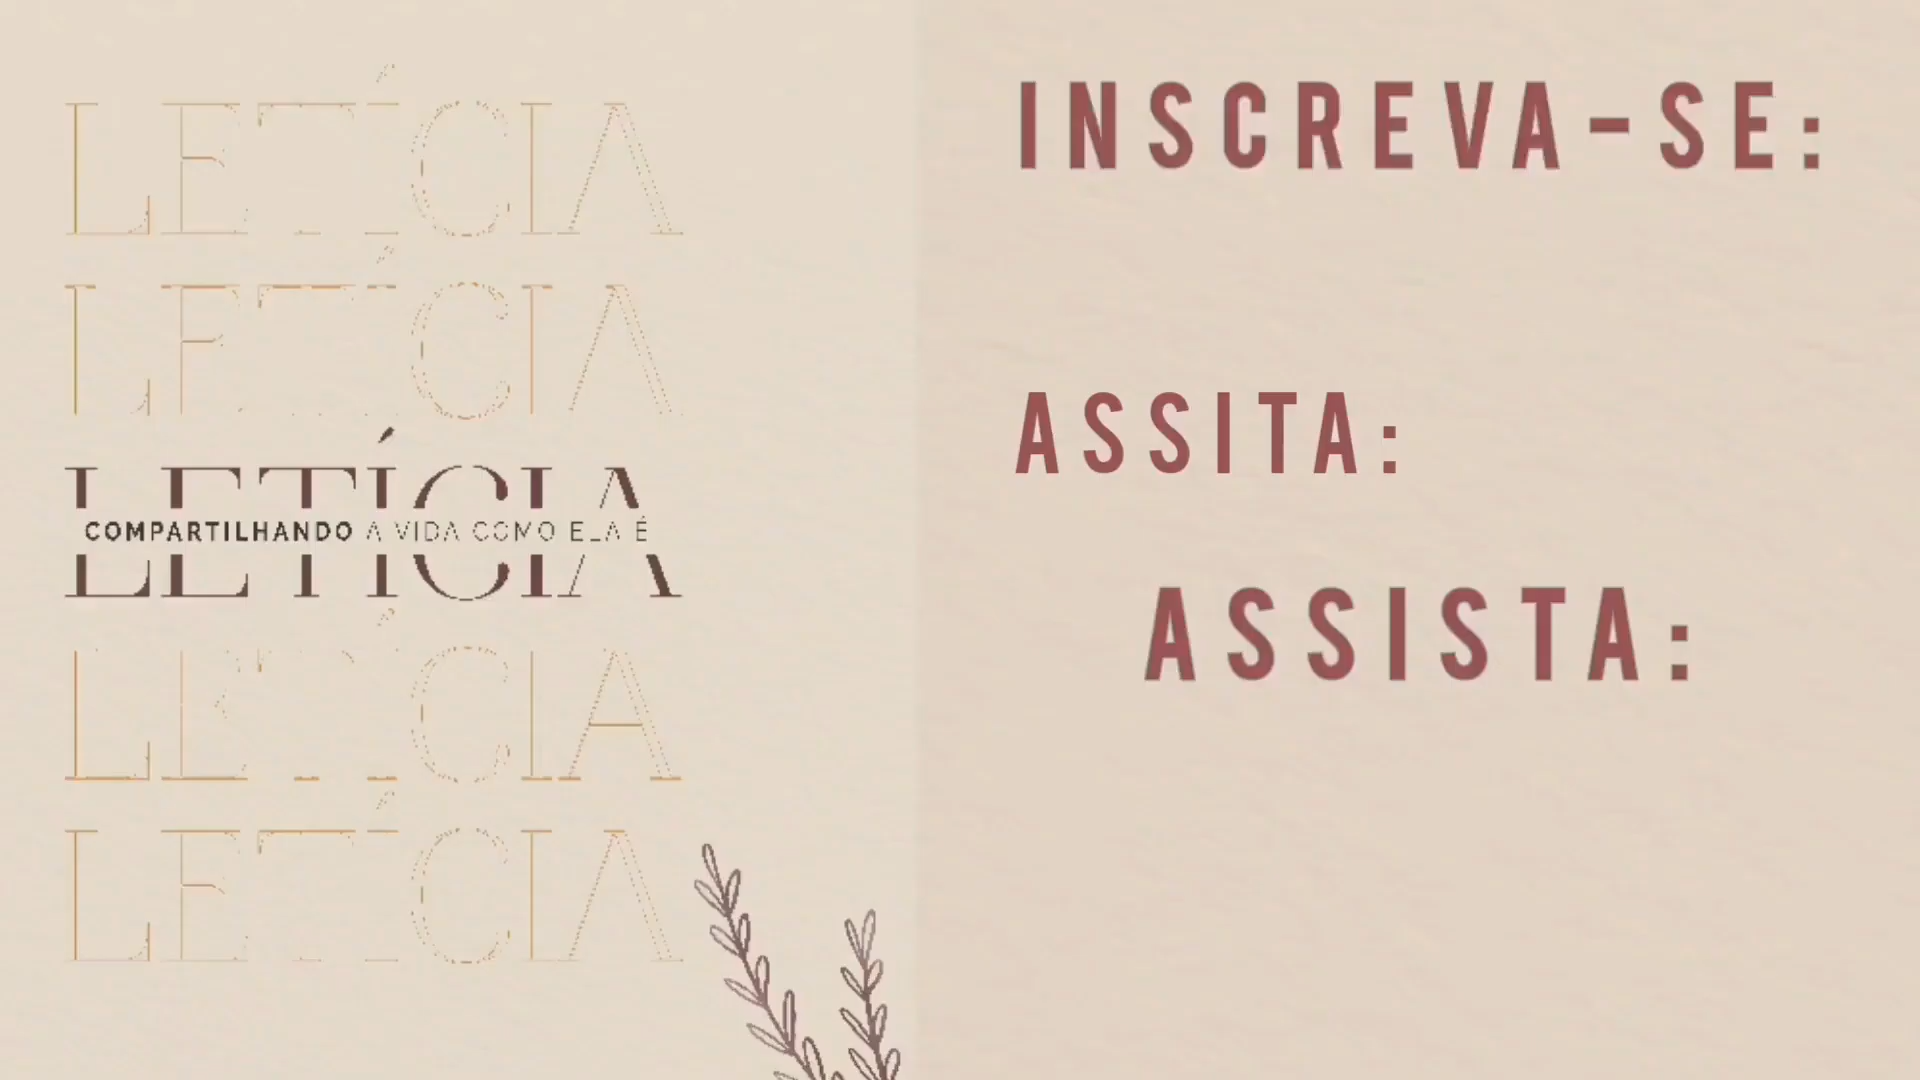 LETÍCIA
LETÍCIA
LETÍCIA
COMPARTILHANDO A VIDA COMO ELA É
LETÍCIA
LETÍCIA
INSCREVA-SE:
ASSITA:
ASSISTA: